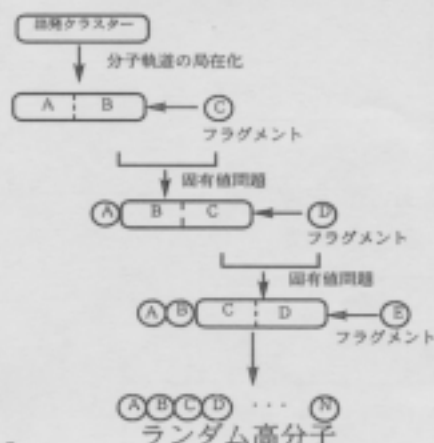 出発クラスター
分子軌道の局在化
A B C
フラグメント
固有値問題
A B C D
フラグメント
固有値問題
A B C D E
フラグメント
A B C D ... N
ランダム高分子